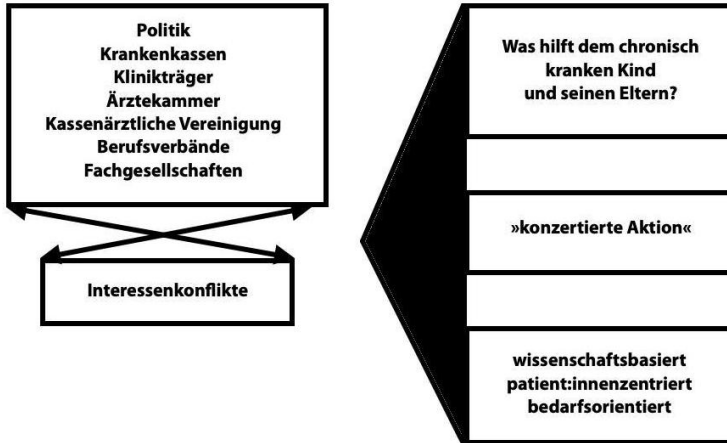 Politik
Krankenkassen
Klinikträger
Ärztekammer
Kassenärztliche Vereinigung
Berufsverbände
Fachgesellschaften
Interessenkonflikte
Was hilft dem chronisch
kranken Kind
und seinen Eltern?
»konzertierte Aktion«
wissenschaftsbasiert
patient:innenzentriert
bedarfsorientiert